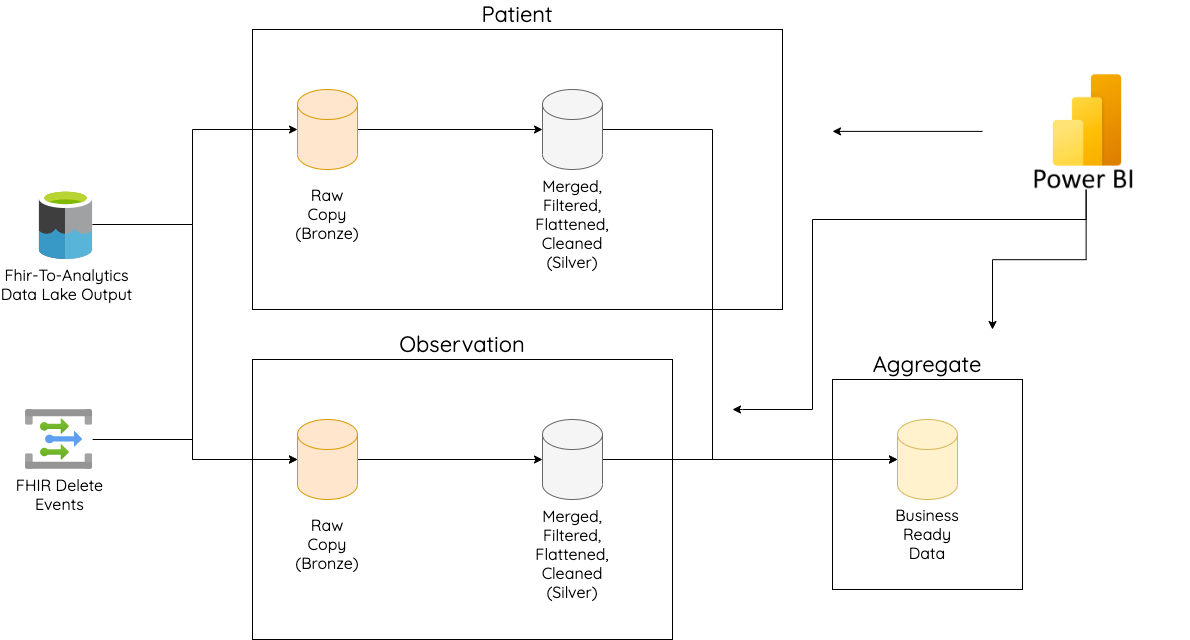 Patient
Raw
Copy
(Bronze)
Merged,
Filtered,
Flattened,
Cleaned
(Silver)
Power BI
Fhir-To-Analytics
Data Lake Output
Observation
Aggregate
FHIR Delete
Events
Raw
Copy
(Bronze)
Merged,
Filtered,
Flattened,
Cleaned
(Silver)
Business
Ready
Data